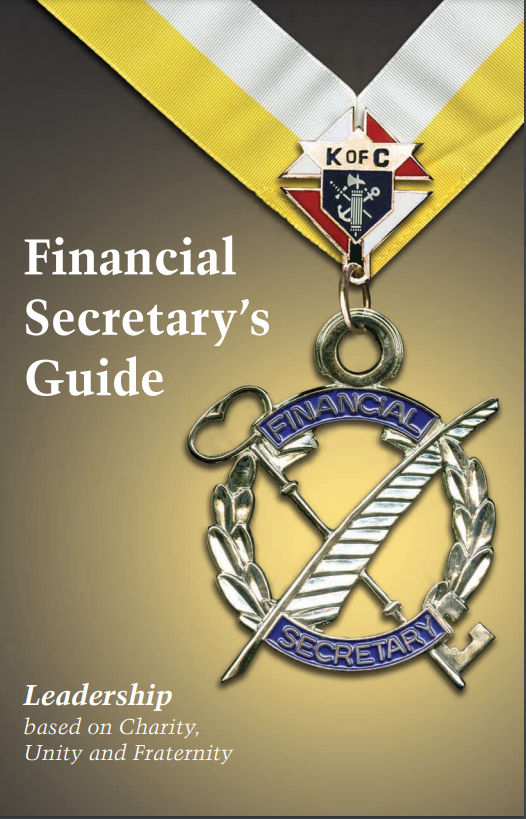 K OF C
Financial
Secretary's
Guide
FINANCIAL
SECRETARY
Leadership
based on Charity,
Unity and Fraternity